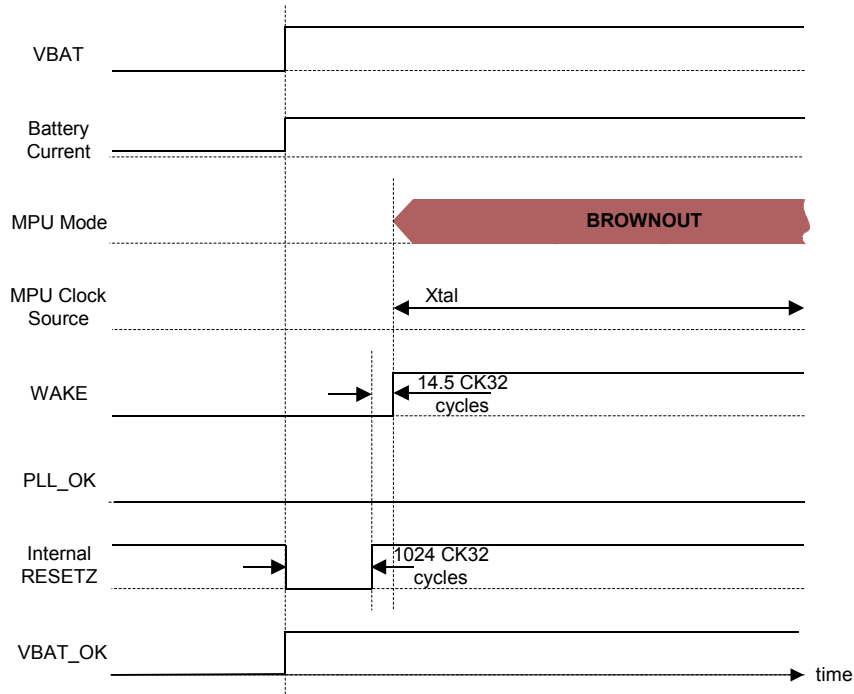 VBAT
Battery
Current
MPU Mode
BROWNOUT
MPU Clock
Source
Xtal
WAKE
14.5 CK32
cycles
PLL_OK
Internal
RESETZ
1024 CK32
cycles
VBAT_OK
time